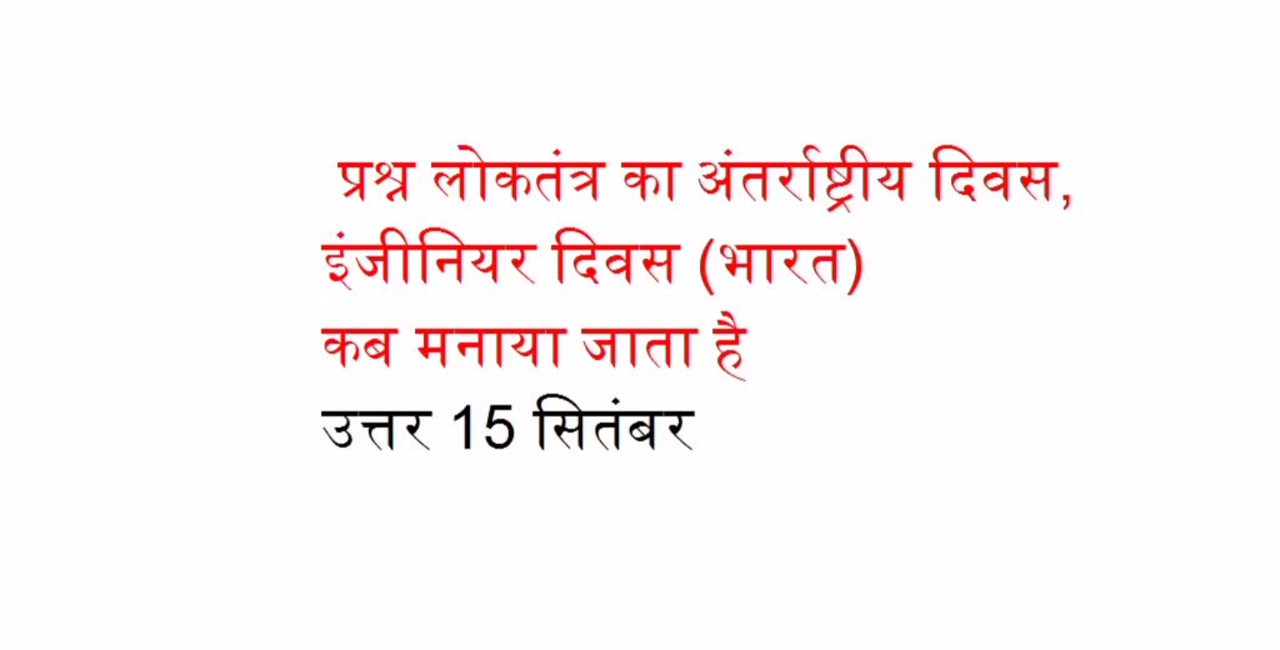 प्रश्न लोकतंत्र का अंतर्राष्ट्रीय दिवस,
इंजीनियर दिवस (भारत)
कब मनाया जाता है
उत्तर 15 सितंबर